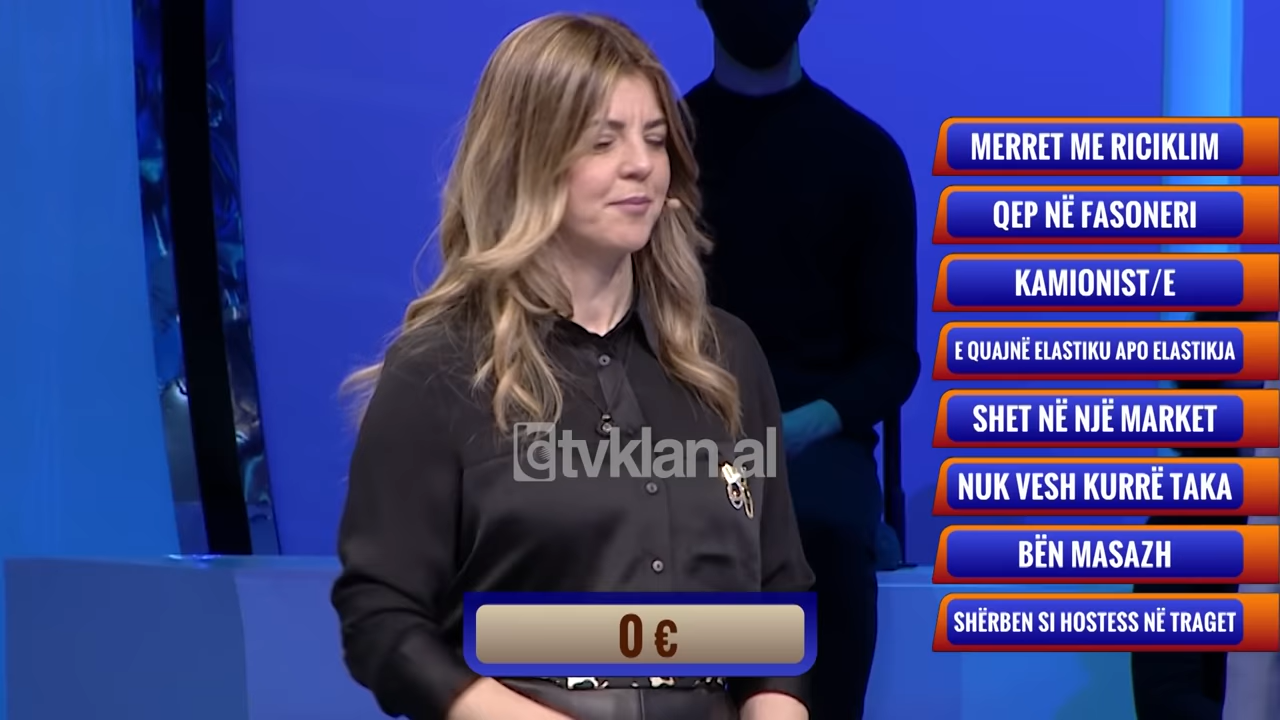 MERRET ME RICIKLIM
QEP NË FASONERI
KAMIONIST/E
E QUAJNË ELASTIKU APO ELASTIKJA
SHET NË NJË MARKET
NUK VESH KURRË TAKA
BËN MASAZH
SHËRBEN SI HOSTESS NË TRAGET
tvklan.al
0 €